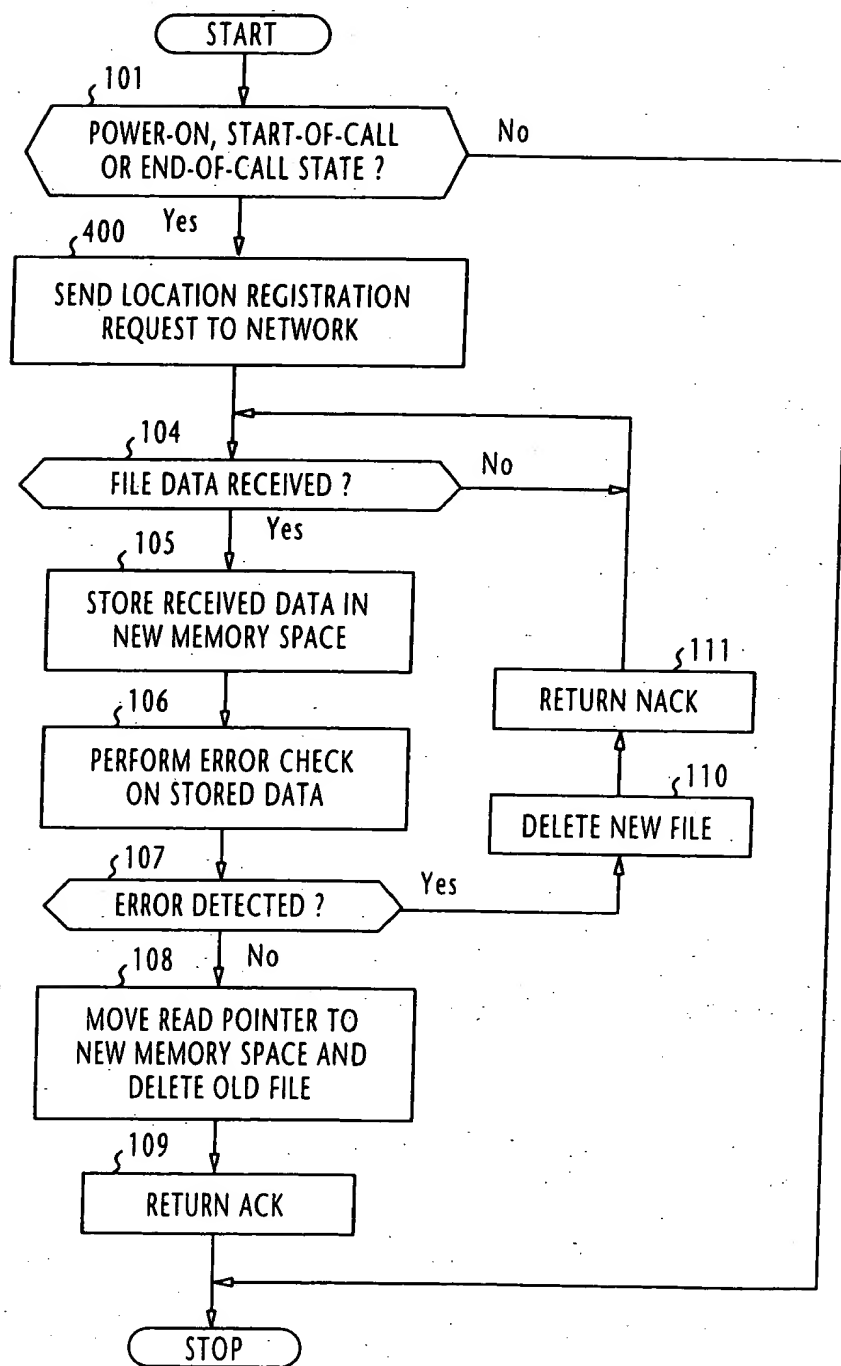 START
101
POWER-ON, START-OF-CALL
OR END-OF-CALL STATE ?
No
Yes
400
SEND LOCATION REGISTRATION
REQUEST TO NETWORK
104
FILE DATA RECEIVED ?
No
Yes
105
STORE RECEIVED DATA IN
NEW MEMORY SPACE
111
RETURN NACK
106
PERFORM ERROR CHECK
ON STORED DATA
110
DELETE NEW FILE
107
ERROR DETECTED ?
Yes
No
108
MOVE READ POINTER TO
NEW MEMORY SPACE AND
DELETE OLD FILE
109
RETURN ACK
STOP